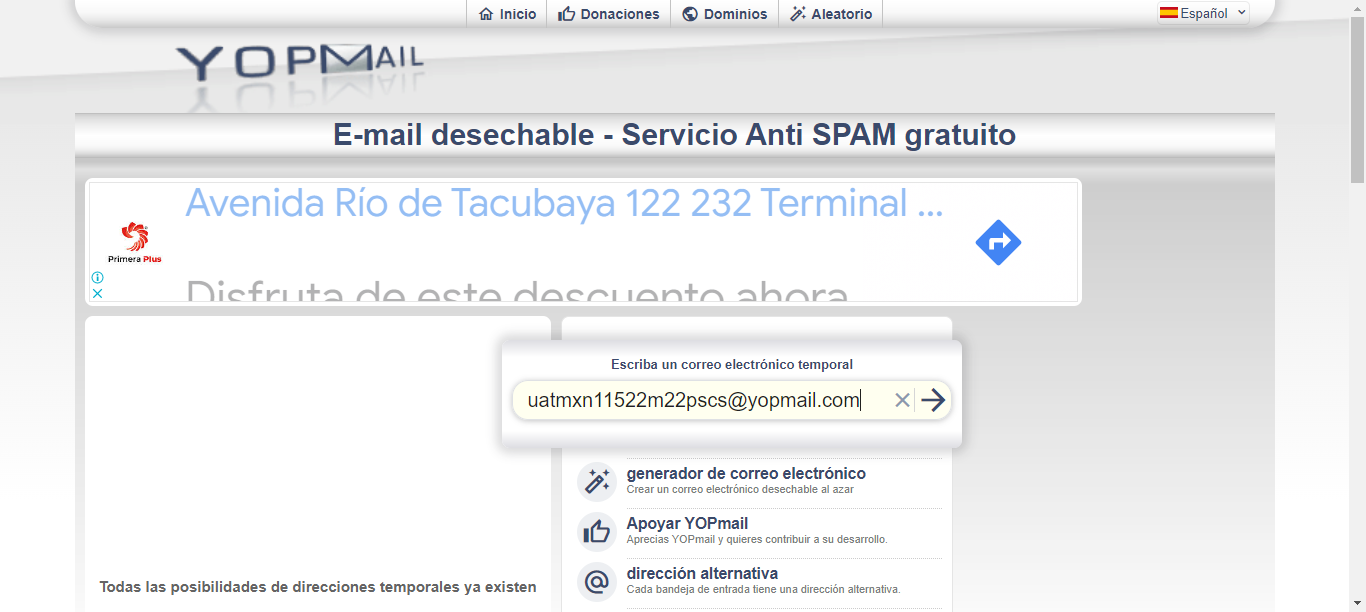 Inicio
Donaciones
Dominios
Aleatorio
Español
YOPMAIL
E-mail desechable - Servicio Anti SPAM gratuito
Avenida Río de Tacubaya 122 232 Terminal ...
Primera Plus
Disfruta de este descuento ahora
Escriba un correo electrónico temporal
uatmxn11522m22pscs@yopmail.com
generador de correo electrónico
Crear un correo electrónico desechable al azar
Apoyar YOPmail
Aprecias YOPmail y quieres contribuir a su desarrollo.
dirección alternativa
Cada bandeja de entrada tiene una dirección alternativa.
Todas las posibilidades de direcciones temporales ya existen